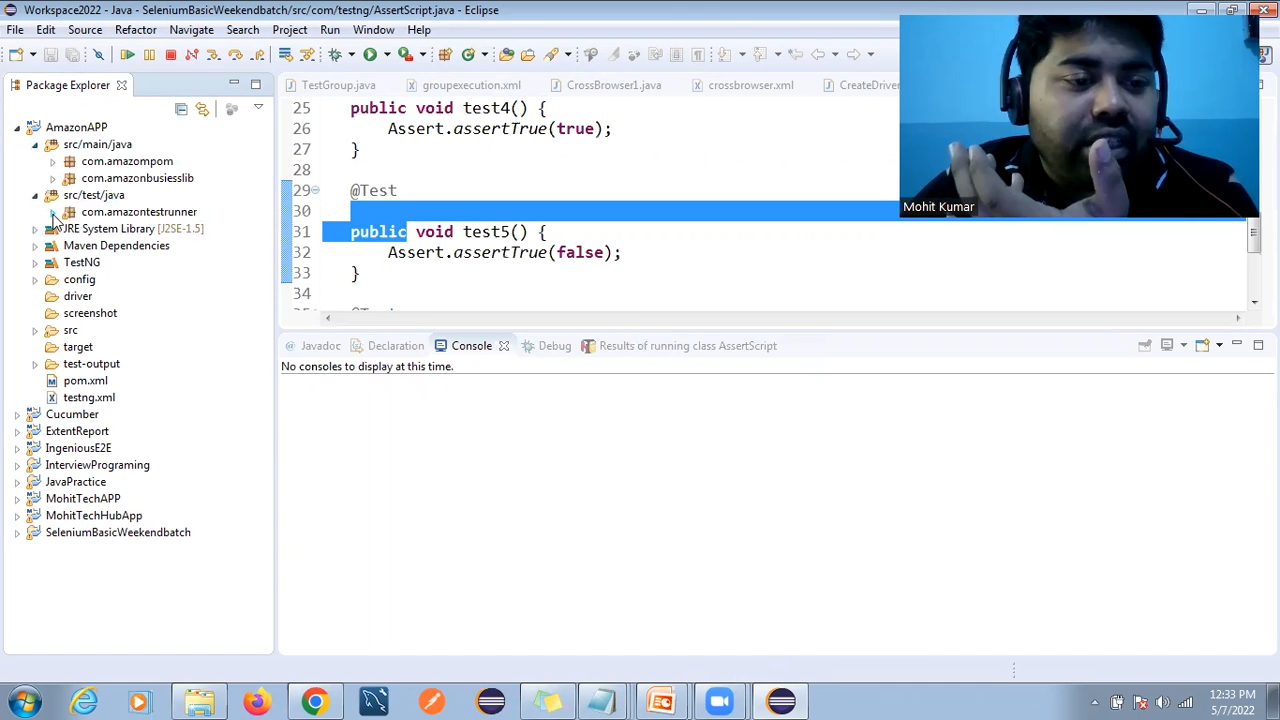 Workspace2022 - Java - SeleniumBasicWeekendbatch/src/com/testng/AssertScript.java - Eclipse
File Edit Source Refactor Navigate Search Project Run Window Help
Package Explorer
TestGroup.java
groupexecution.xml
CrossBrowser1.java
crossbrowser.xml
CreateDriver
AmazonAPP
src/main/java
com.amazompom
com.amazonbusiesslib
src/test/java
com.amazontestrunner
JRE System Library [J2SE-1.5]
Maven Dependencies
TestNG
config
driver
screenshot
src
target
test-output
pom.xml
testng.xml
Cucumber
ExtentReport
IngeniousE2E
InterviewPrograming
JavaPractice
MohitTechAPP
MohitTechHubApp
SeleniumBasicWeekendbatch
25 public void test4() {
26 Assert.assertTrue(true);
27 }
28
29 @Test
30
31 public void test5() {
32 Assert.assertTrue(false);
33 }
34
Mohit Kumar
Javadoc Declaration Console Debug Results of running class AssertScript
No consoles to display at this time.
12:33 PM
5/7/2022